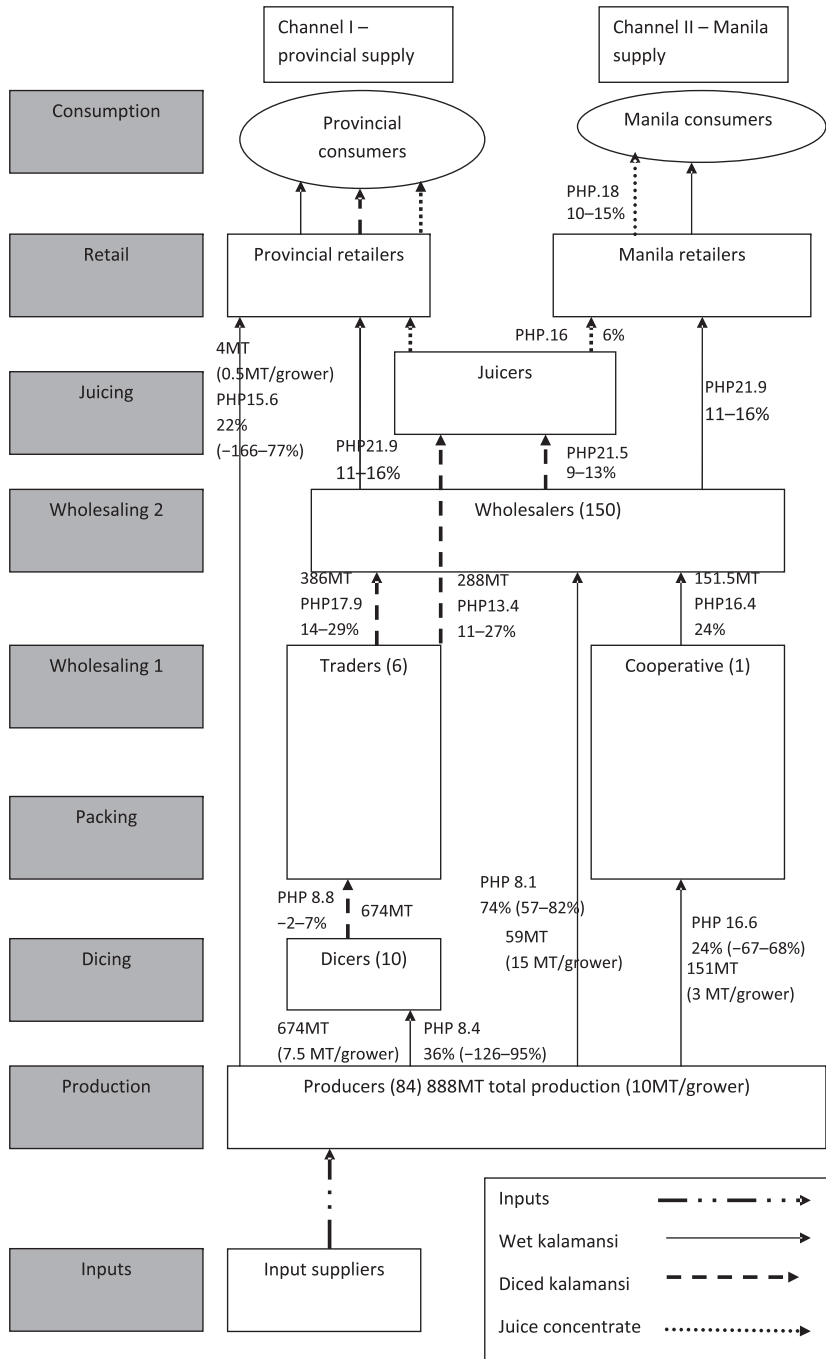 Channel I –
provincial supply
Channel II – Manila
supply
Consumption
Provincial
consumers
Manila consumers
PHP.18
10–15%
Retail
Provincial retailers
Manila retailers
4MT
(0.5MT/grower)
PHP15.6
22%
(−166–77%)
PHP.16
6%
Juicing
Juicers
PHP21.9
11–16%
PHP21.9
11–16%
PHP21.5
9–13%
Wholesaling 2
Wholesalers (150)
386MT
PHP17.9
14–29%
288MT
PHP13.4
11–27%
151.5MT
PHP16.4
24%
Wholesaling 1
Traders (6)
Cooperative (1)
Packing
PHP 8.8
−2–7%
674MT
PHP 8.1
74% (57–82%)
59MT
(15 MT/grower)
PHP 16.6
24% (−67–68%)
151MT
(3 MT/grower)
Dicing
Dicers (10)
674MT
(7.5 MT/grower)
PHP 8.4
36% (−126–95%)
Production
Producers (84) 888MT total production (10MT/grower)
Inputs
Input suppliers
Inputs
Wet kalamansi
Diced kalamansi
Juice concentrate